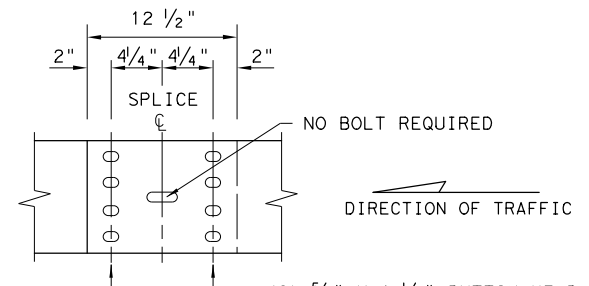 12 1/2"
2" 4 1/4" 4 1/4" 2"
SPLICE
℄
NO BOLT REQUIRED
DIRECTION OF TRAFFIC